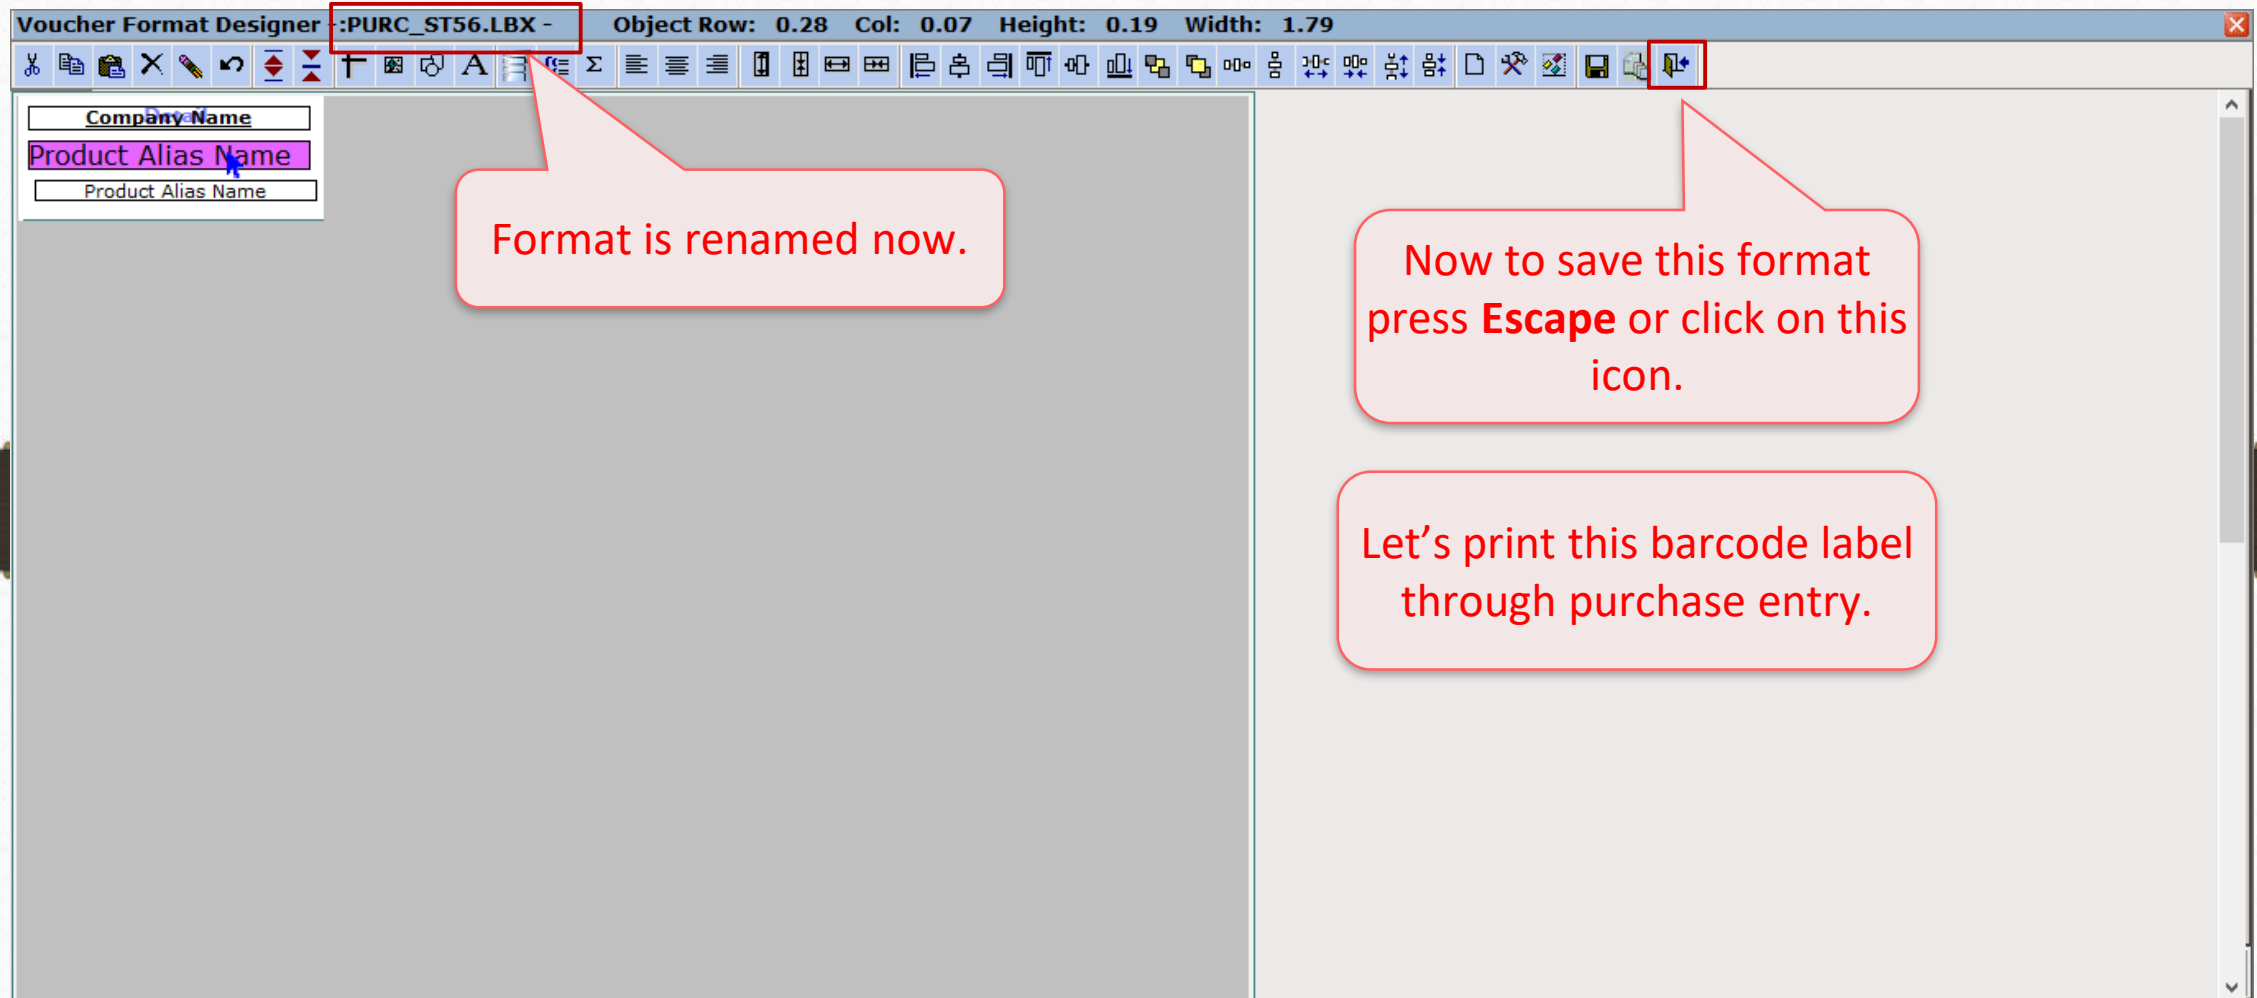 Voucher Format Designer -:PURC_ST56.LBX - Object Row: 0.28 Col: 0.07 Height: 0.19 Width: 1.79
A Σ
Detail
Company Name
Product Alias Name
Product Alias Name
Format is renamed now.
Now to save this format
press Escape or click on this
icon.
Let’s print this barcode label
through purchase entry.